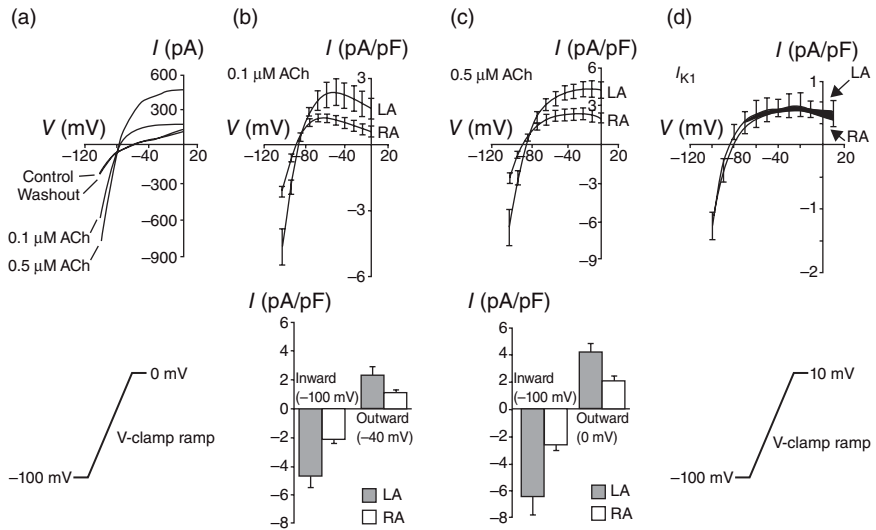 (a)
I (pA)
600
300
V (mV)
−120
−40
20
Control
Washout
−300
−600
−900
0.1 μM ACh
0.5 μM ACh
0 mV
V-clamp ramp
−100 mV
(b)
I (pA/pF)
0.1 μM ACh
3
LA
RA
V (mV)
−120
−40
20
−3
−6
I (pA/pF)
6
4
2
0
−2
−4
−6
−8
Inward
(−100 mV)
Outward
(−40 mV)
LA
RA
(c)
I (pA/pF)
0.5 μM ACh
6
3
LA
RA
V (mV)
−120
−40
20
−3
−6
−9
I (pA/pF)
6
4
2
0
−2
−4
−6
−8
Inward
(−100 mV)
Outward
(0 mV)
LA
RA
(d)
I (pA/pF)
IK1
1
LA
RA
V (mV)
−120
−80
−40
20
−1
−2
10 mV
V-clamp ramp
−100 mV